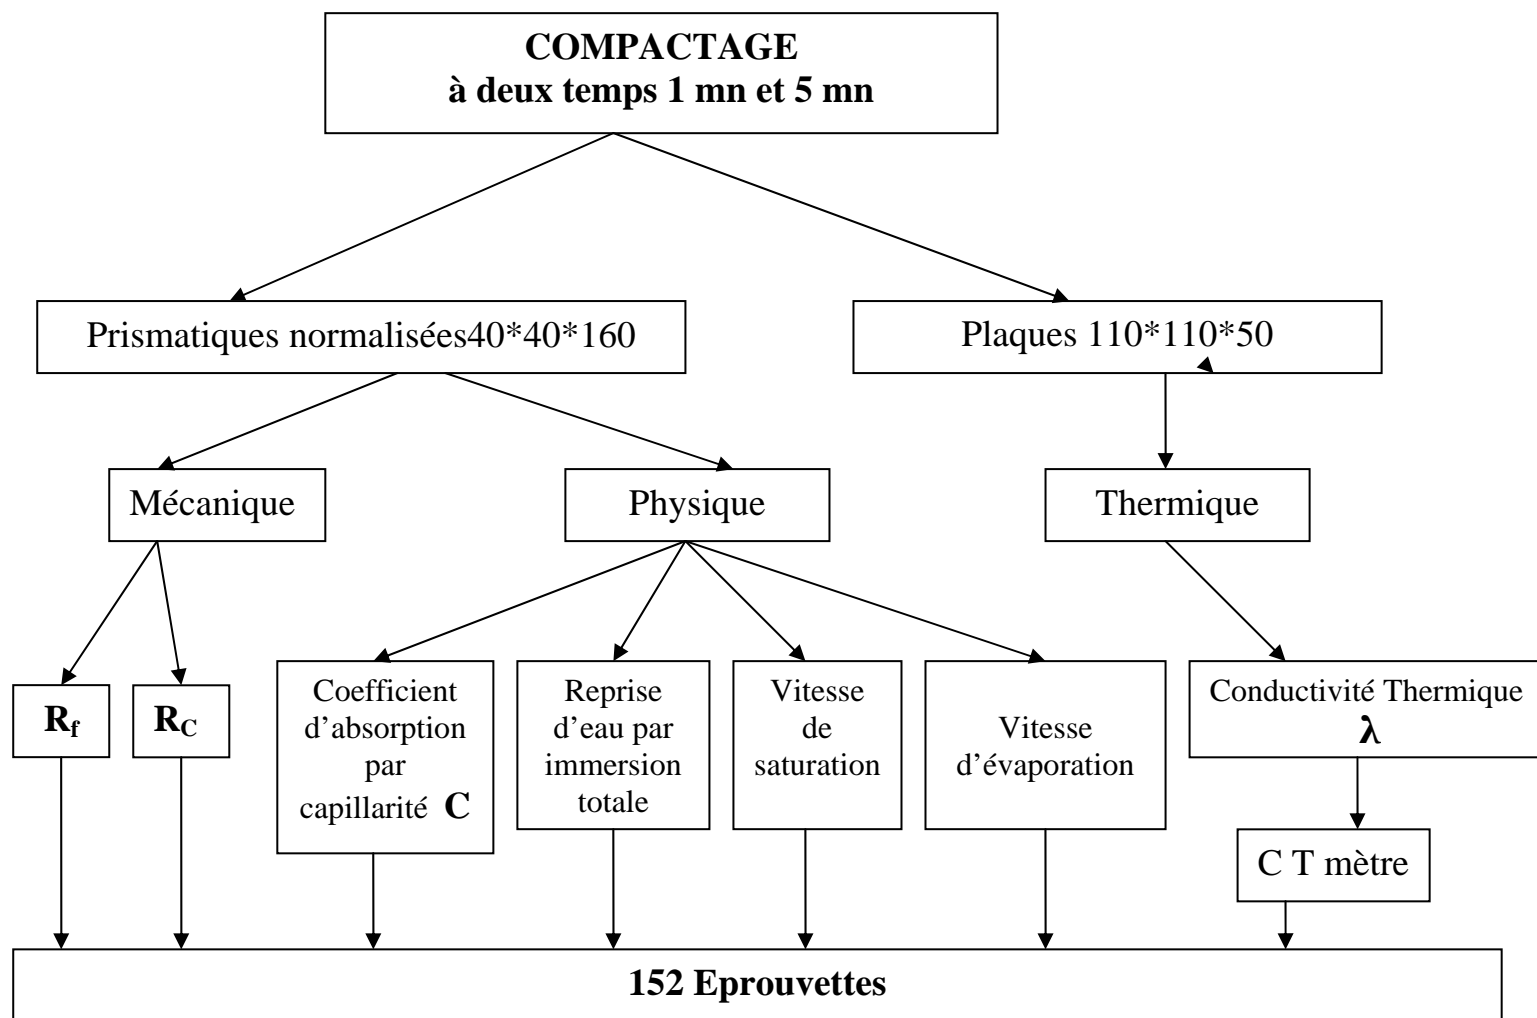 COMPACTAGE
à deux temps 1 mn et 5 mn
Prismatiques normalisées40*40*160
Plaques 110*110*50
Mécanique
Physique
Thermique
R_f
R_C
Coefficient
d’absorption
par
capillarité C
Reprise
d’eau par
immersion
totale
Vitesse
de
saturation
Vitesse
d’évaporation
Conductivité Thermique
λ
C T mètre
152 Eprouvettes